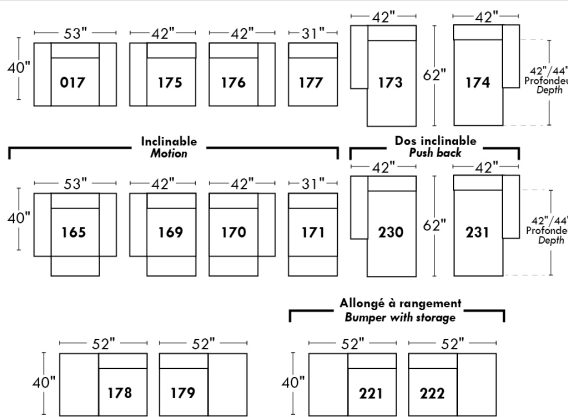 53" 42" 42" 31" 42" 42"
40" 017 175 176 177 173 62" 174 42"/44"
Profondeur
Depth
Inclinable
Motion
Dos inclinable
Push back
53" 42" 42" 31" 42" 42"
40" 165 169 170 171 230 62" 231 42"/44"
Depth
Allongé à rangement
Bumper with storage
52" 52" 52" 52"
40" 178 179 40" 221 222